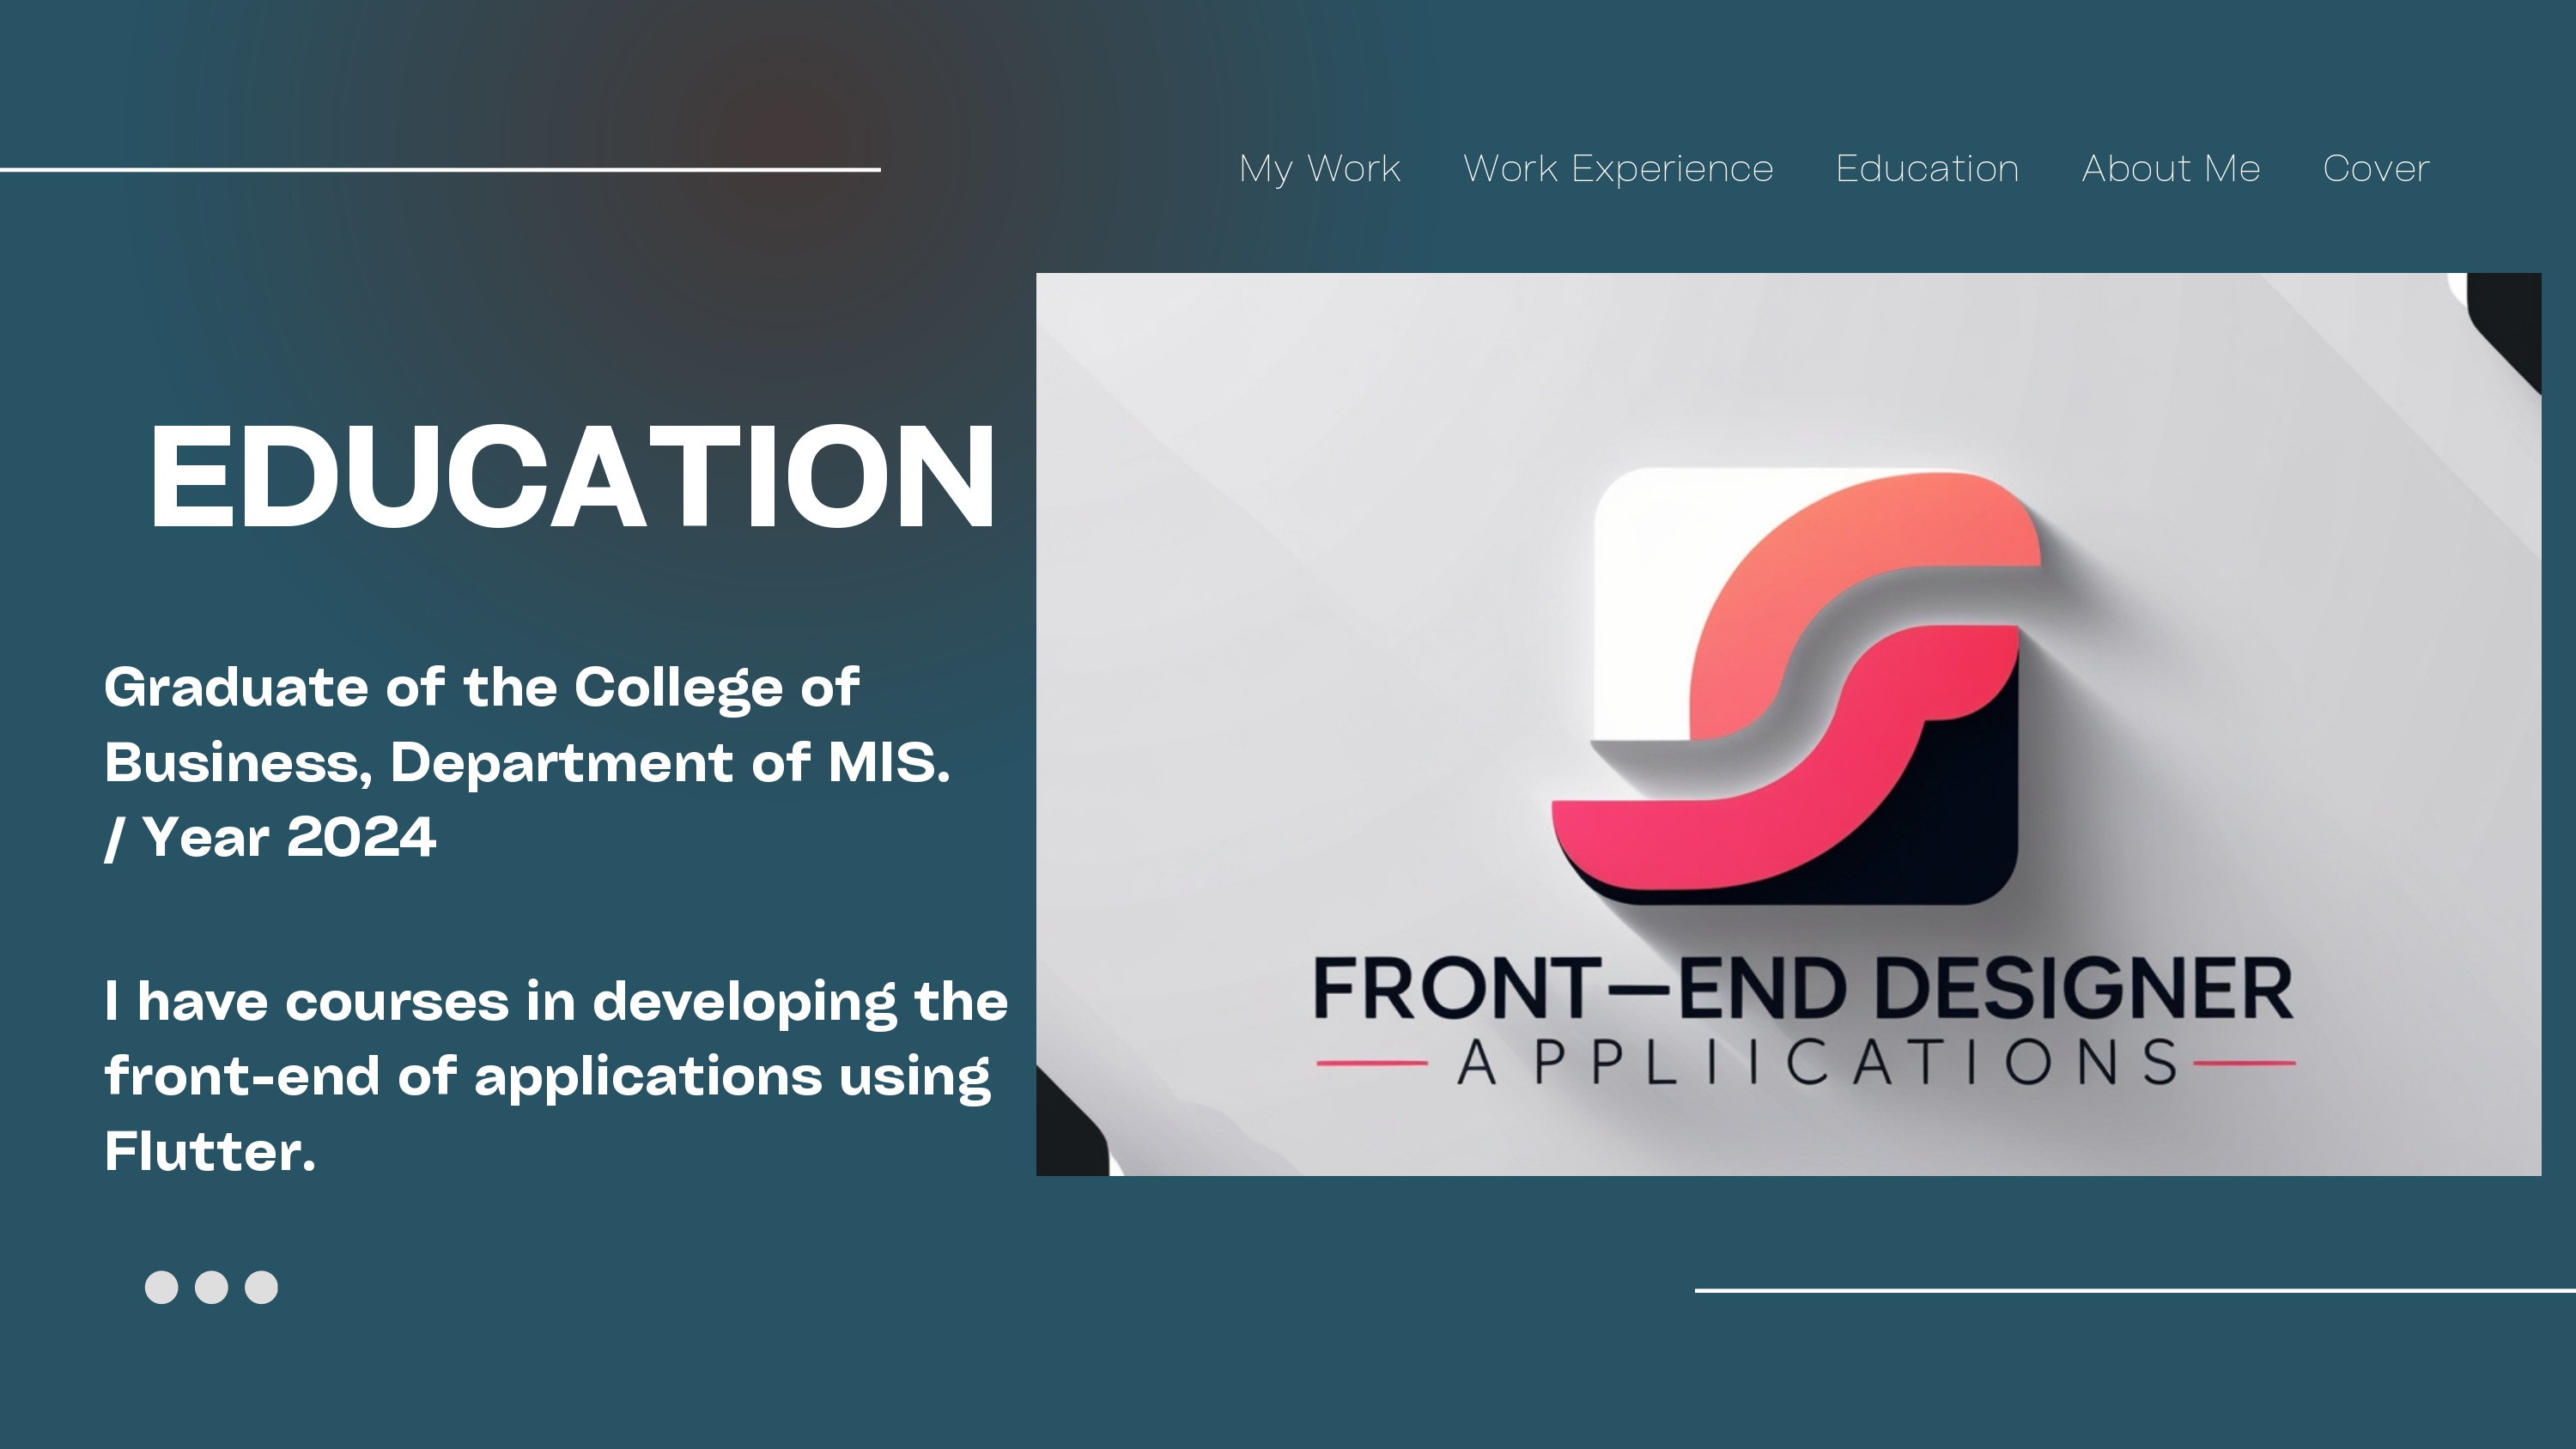 My Work Work Experience Education About Me Cover
EDUCATION
Graduate of the College of
Business, Department of MIS.
/ Year 2024
I have courses in developing the
front-end of applications using
Flutter.
FRONT—END DESIGNER
APPLIICATIONS